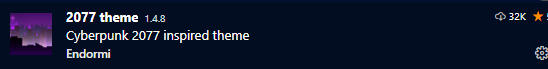 2077 theme 1.4.8 32K
Cyberpunk 2077 inspired theme
Endormi